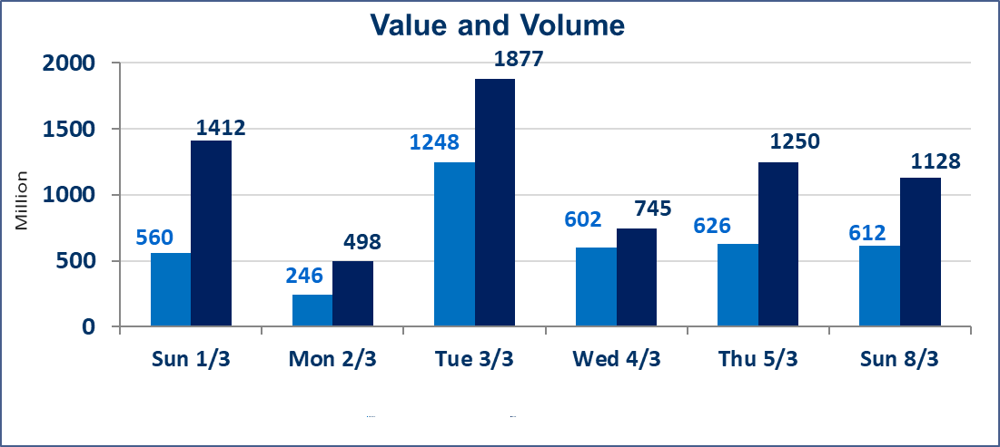 Value and Volume
Million
2000
1500
1000
500
0
560
1412
246
498
1248
1877
602
745
626
1250
612
1128
Sun 1/3
Mon 2/3
Tue 3/3
Wed 4/3
Thu 5/3
Sun 8/3